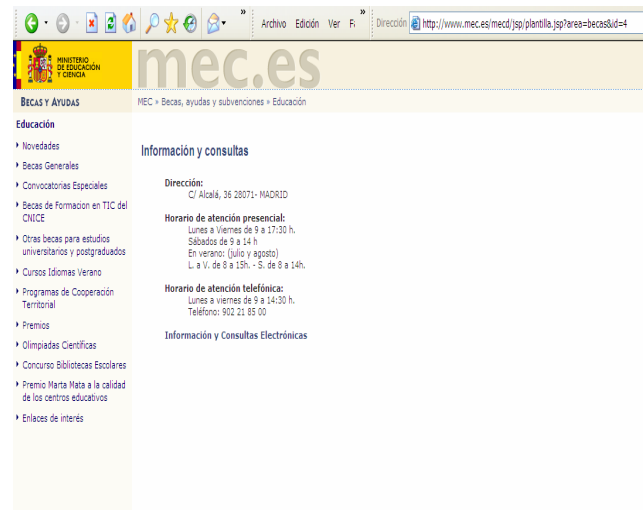 » Archivo Edición Ver » Dirección http://www.mec.es/mecd/jsp/plantilla.jsp?area=becas&id=4
MINISTERIO
DE EDUCACIÓN
Y CIENCIA
mec.es
BECAS Y AYUDAS
MEC » Becas, ayudas y subvenciones » Educación
Educación
Novedades
Becas Generales
Convocatorias Especiales
Becas de Formacion en TIC del
CNICE
Otras becas para estudios
universitarios y postgraduados
Cursos Idiomas Verano
Programas de Cooperación
Territorial
Premios
Olimpiadas Científicas
Concurso Bibliotecas Escolares
Premio Marta Mata a la calidad
de los centros educativos
Enlaces de interés
Información y consultas
Dirección:
C/ Alcalá, 36 28071- MADRID
Horario de atención presencial:
Lunes a Viernes de 9 a 17:30 h.
Sábados de 9 a 14 h
En verano: (julio y agosto)
L. a V. de 8 a 15h. - S. de 8 a 14h.
Horario de atención telefónica:
Lunes a viernes de 9 a 14:30 h.
Teléfono: 902 21 85 00
Información y Consultas Electrónicas